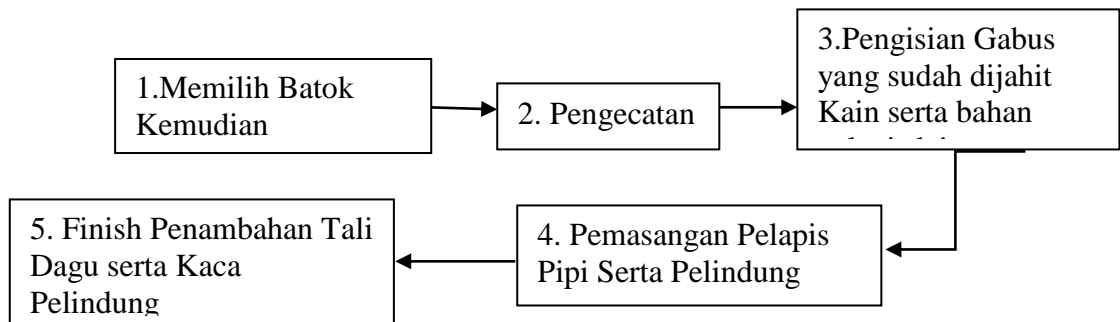 1.Memilih Batok
Kemudian
2. Pengecatan
3.Pengisian Gabus
yang sudah dijahit
Kain serta bahan
4. Pemasangan Pelapis
Pipi Serta Pelindung
5. Finish Penambahan Tali
Dagu serta Kaca
Pelindung